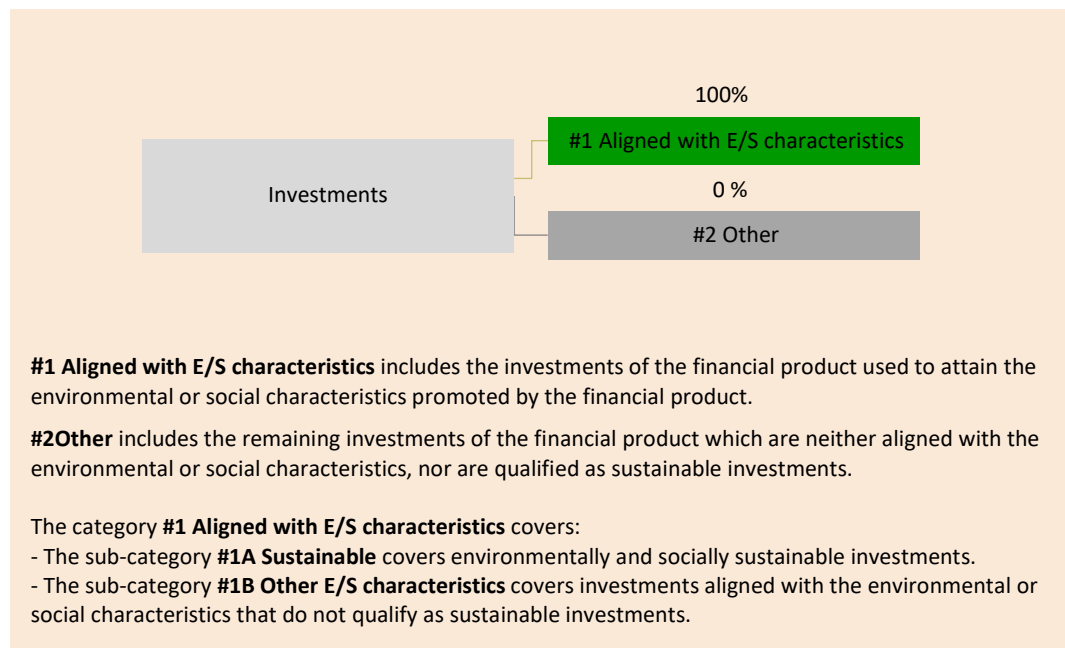 100%
#1 Aligned with E/S characteristics
Investments
0 %
#2 Other
#1 Aligned with E/S characteristics includes the investments of the financial product used to attain the
environmental or social characteristics promoted by the financial product.
#2Other includes the remaining investments of the financial product which are neither aligned with the
environmental or social characteristics, nor are qualified as sustainable investments.
The category #1 Aligned with E/S characteristics covers:
- The sub-category #1A Sustainable covers environmentally and socially sustainable investments.
- The sub-category #1B Other E/S characteristics covers investments aligned with the environmental or
social characteristics that do not qualify as sustainable investments.